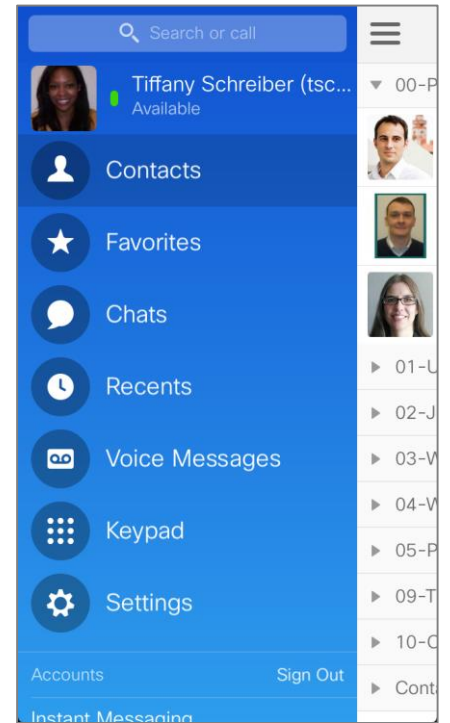 Search or call
Tiffany Schreiber (tsc...
Available
Contacts
Favorites
Chats
Recents
Voice Messages
Keypad
Settings
Accounts Sign Out
Instant Messaging
00-P
01-U
02-J
03-W
04-W
05-P
09-T
10-C
Conta